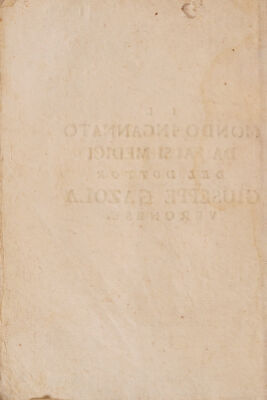 IL
MONDO INGANNATO
DA FALSI MEDICI
DEL DOTTOR
GIUSEPPE GAZOLA
VERONESE.